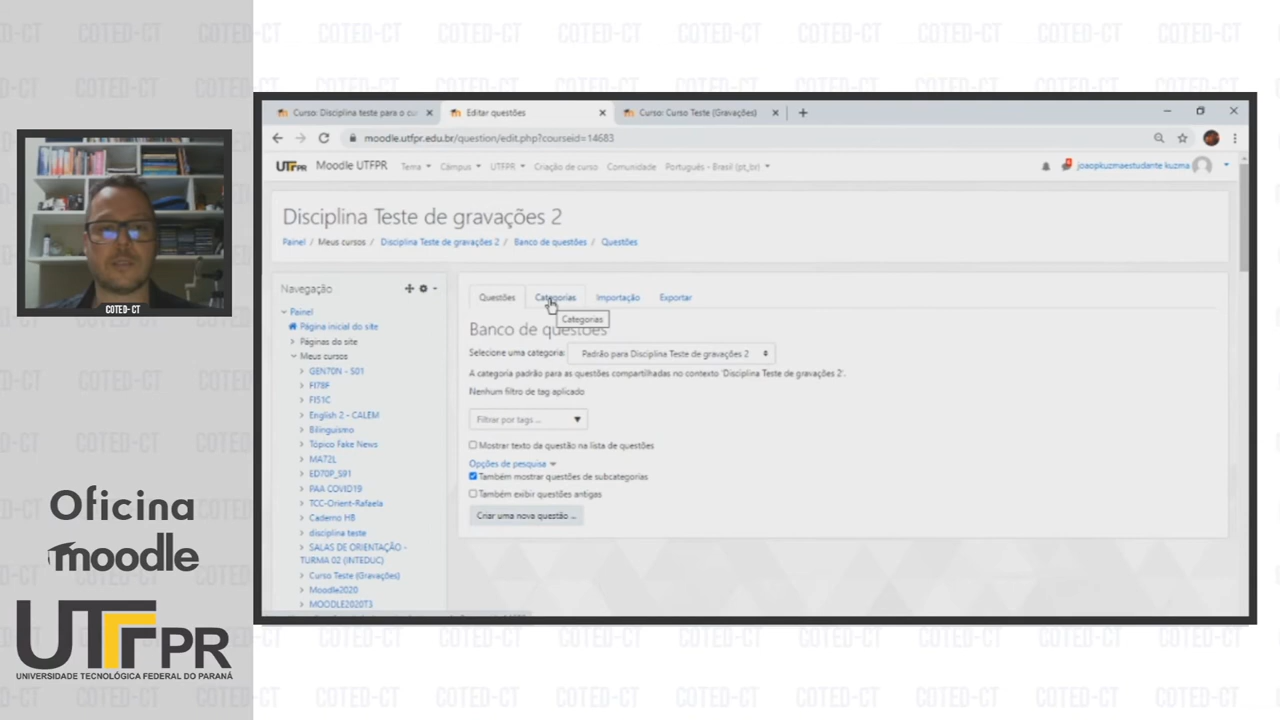 Curso: Disciplina teste para o cu
Editar questões
Curso: Curso Teste (Gravações)
moodle.utfpr.edu.br/question/edit.php?courseid=14683
UTFPR Moodle UTFPR Tema Câmpus UTFPR Criação de curso Comunidade Português - Brasil (pt_br) joaopkuzmaestudante kuzma
Disciplina Teste de gravações 2
Painel / Meus cursos / Disciplina Teste de gravações 2 / Banco de questões / Questões
Navegação
Painel
Página inicial do site
Páginas do site
Meus cursos
GEN70N - S01
FI78F
FI51C
English 2 - CALEM
Bilinguismo
Tópico Fake News
MA72L
ED70P_S91
PAA COVID19
TCC-Orient-Rafaela
Caderno HB
disciplina teste
SALAS DE ORIENTAÇÃO -
TURMA 02 (INTEDUC)
Curso Teste (Gravações)
Moodle2020
MOODLE2020T3
Questões Categorias Importação Exportar
Categorias
Banco de questões
Selecione uma categoria: Padrão para Disciplina Teste de gravações 2
A categoria padrão para as questões compartilhadas no contexto 'Disciplina Teste de gravações 2'.
Nenhum filtro de tag aplicado
Filtrar por tags ...
Mostrar texto da questão na lista de questões
Opções de pesquisa
Também mostrar questões de subcategorias
Também exibir questões antigas
Criar uma nova questão ...
COTED-CT
Oficina
moodle
UTFPR
UNIVERSIDADE TECNOLÓGICA FEDERAL DO PARANÁ